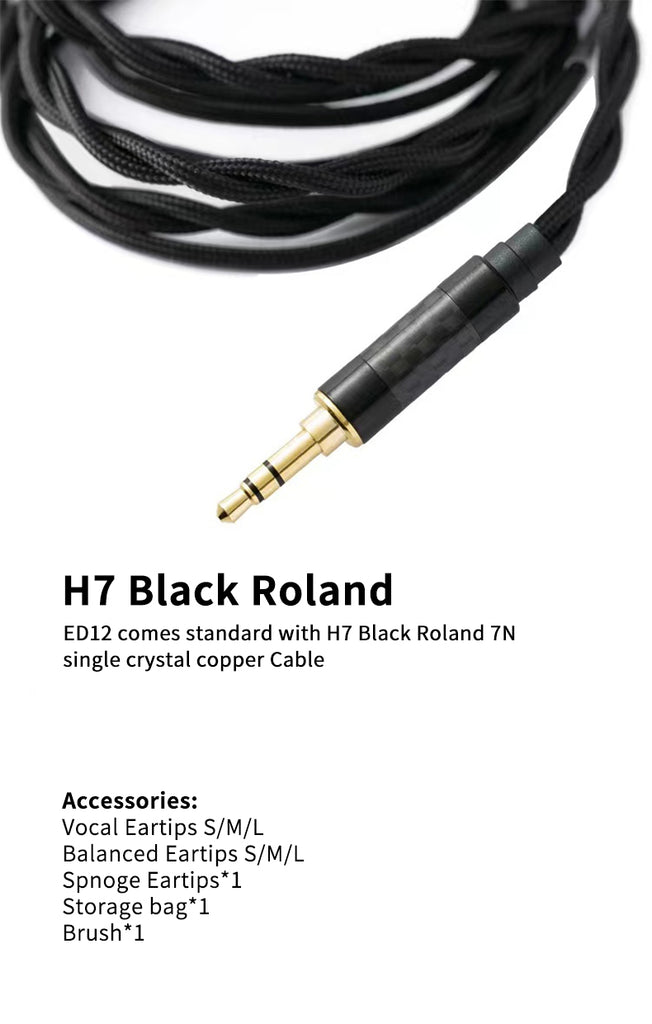 H7 Black Roland
ED12 comes standard with H7 Black Roland 7N
single crystal copper Cable
Accessories:
Vocal Eartips S/M/L
Balanced Eartips S/M/L
Spnoge Eartips*1
Storage bag*1
Brush*1